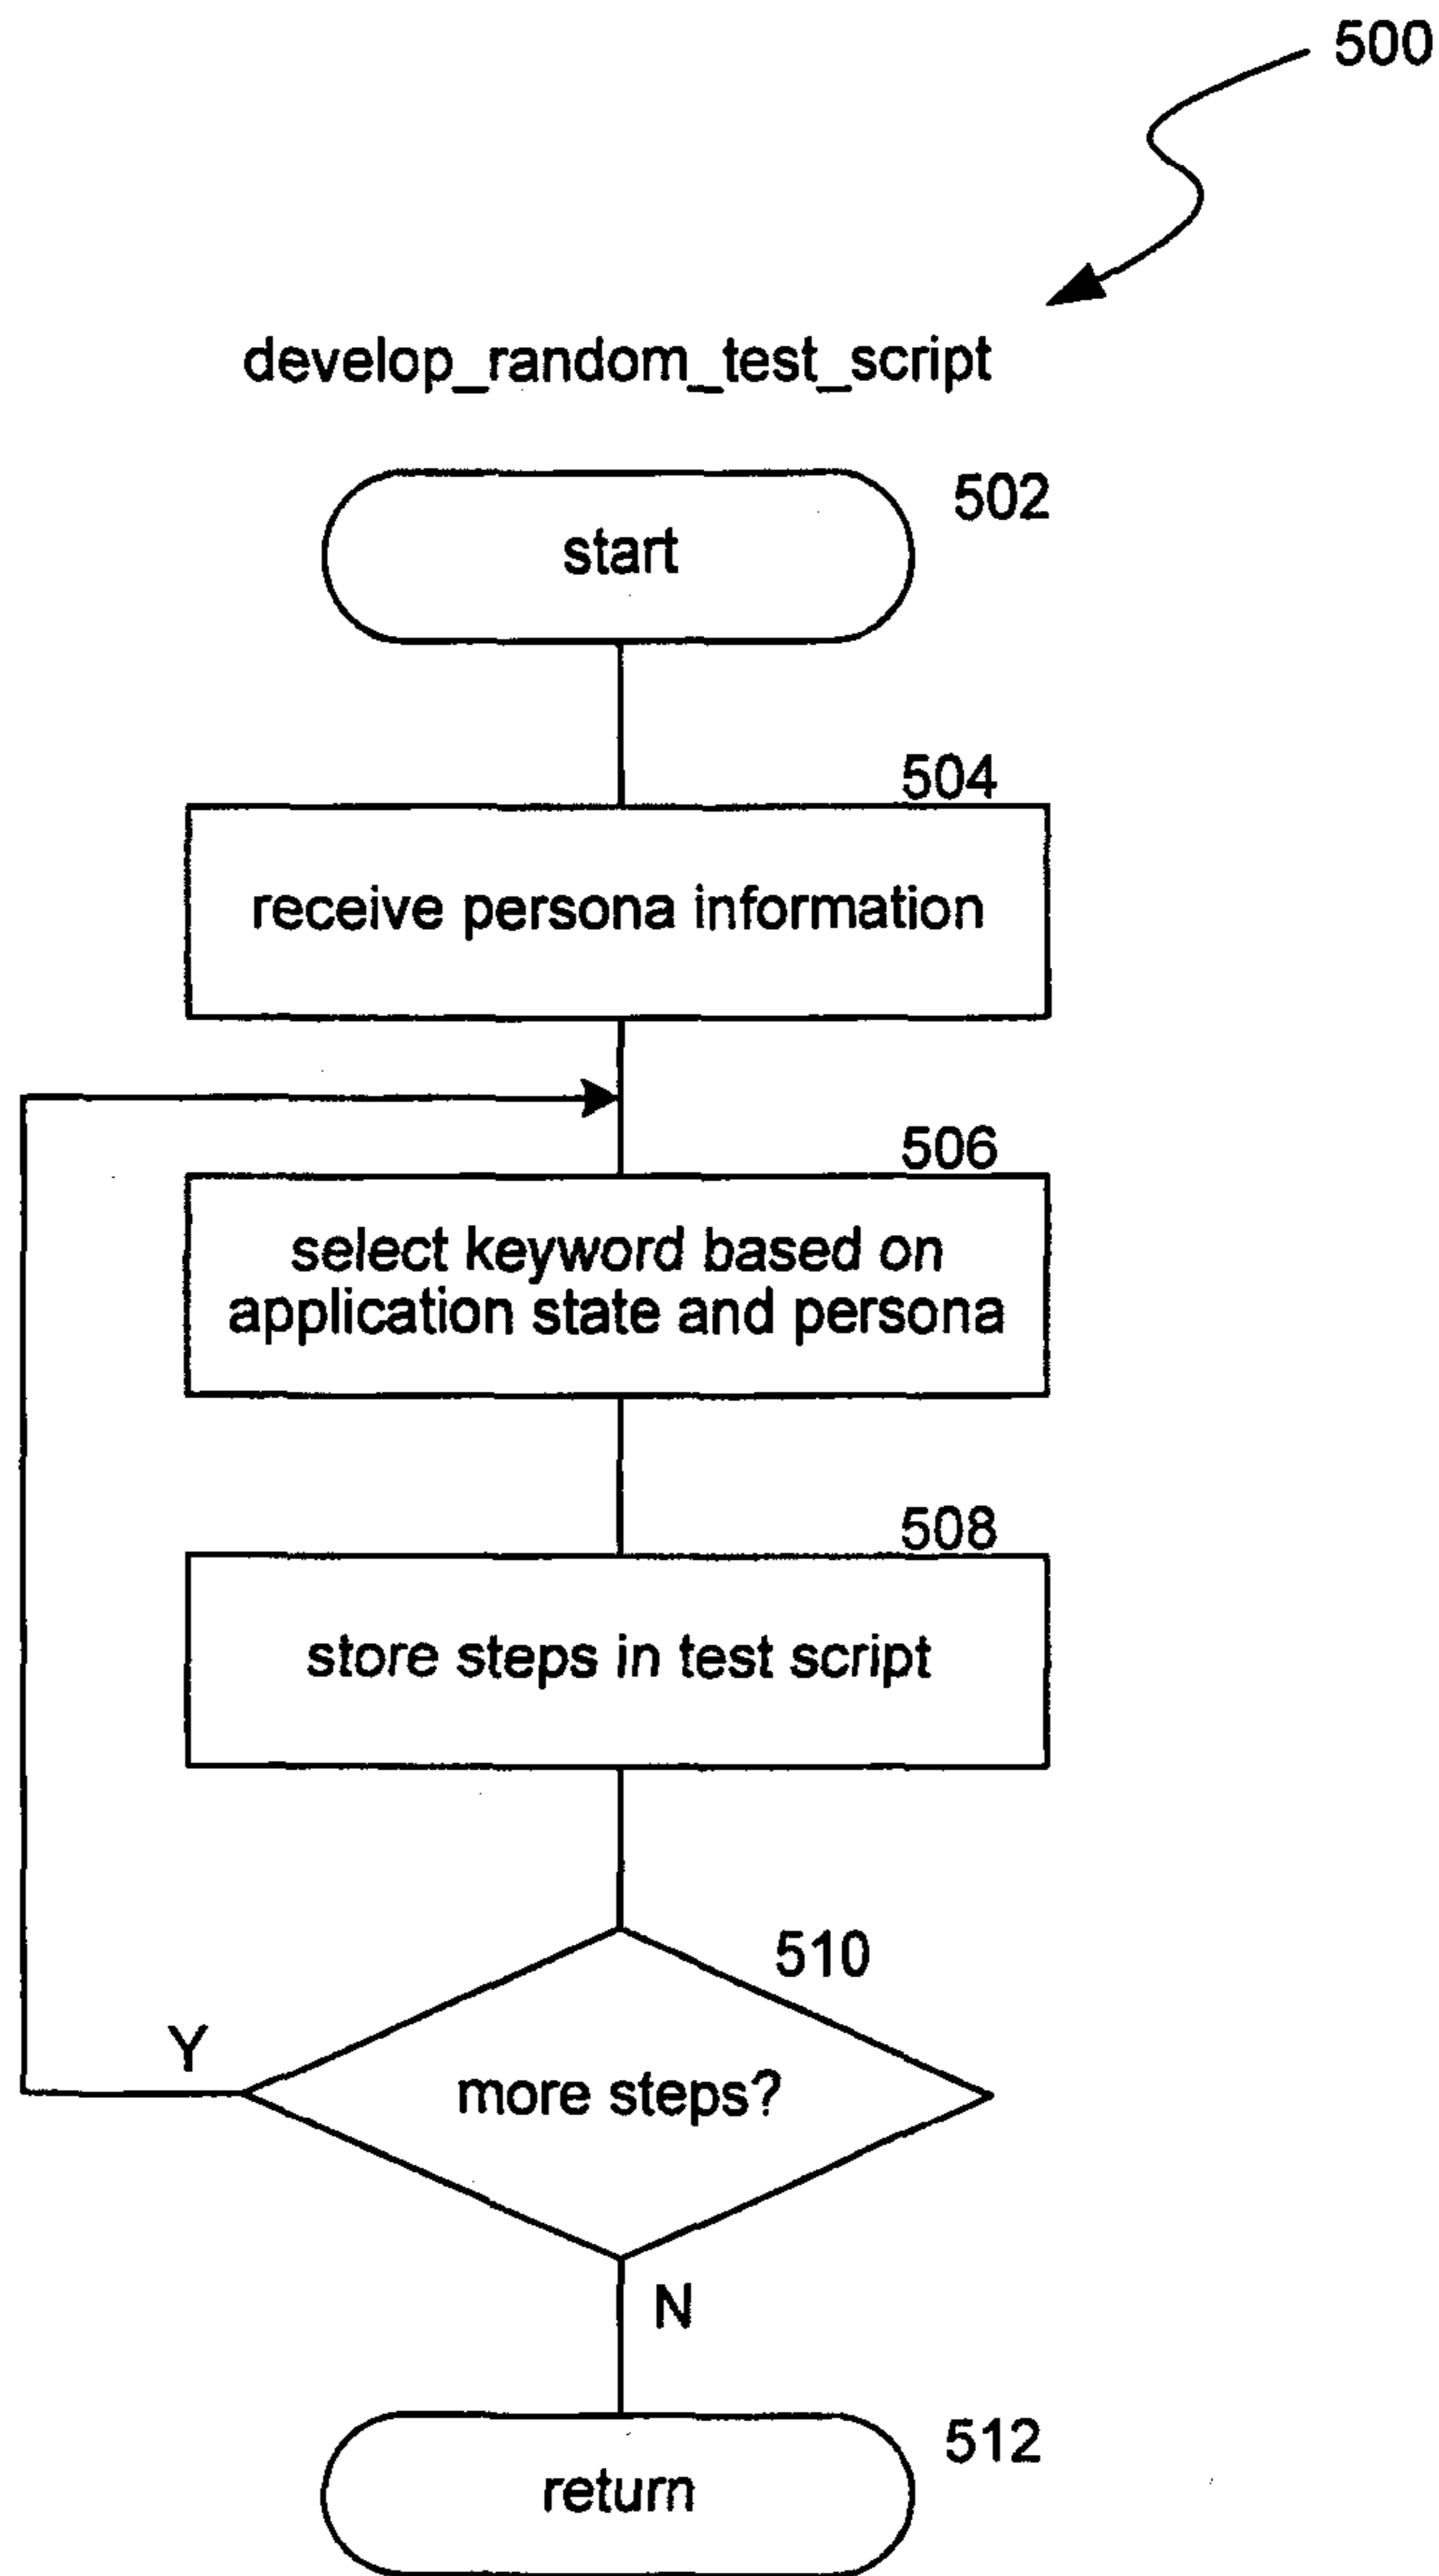 500
develop_random_test_script
502
start
504
receive persona information
506
select keyword based on
application state and persona
508
store steps in test script
510
Y
more steps?
N
512
return